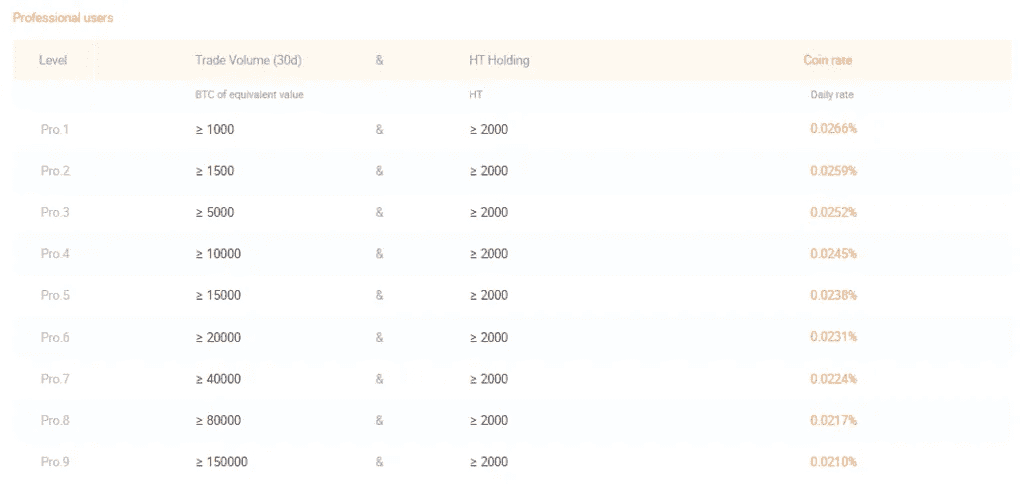 Professional users
Level Trade Volume (30d) & HT Holding Coin rate
BTC of equivalent value HT Daily rate
Pro.1 ≥ 1000 & ≥ 2000 0.0266%
Pro.2 ≥ 1500 & ≥ 2000 0.0259%
Pro.3 ≥ 5000 & ≥ 2000 0.0252%
Pro.4 ≥ 10000 & ≥ 2000 0.0245%
Pro.5 ≥ 15000 & ≥ 2000 0.0238%
Pro.6 ≥ 20000 & ≥ 2000 0.0231%
Pro.7 ≥ 40000 & ≥ 2000 0.0224%
Pro.8 ≥ 80000 & ≥ 2000 0.0217%
Pro.9 ≥ 150000 & ≥ 2000 0.0210%